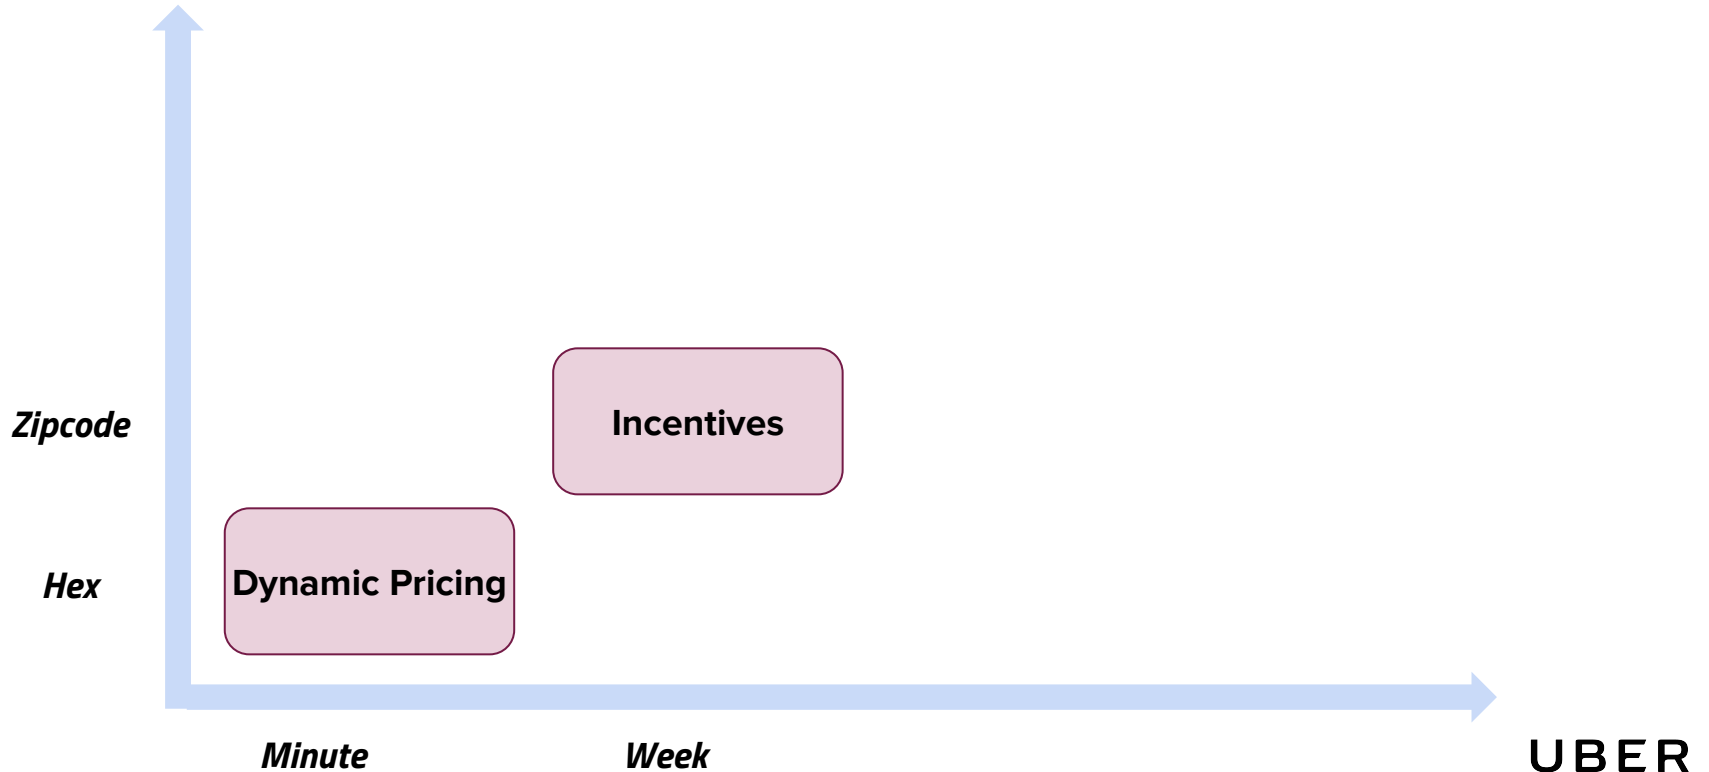 Zipcode
Incentives
Hex
Dynamic Pricing
Minute
Week
UBER